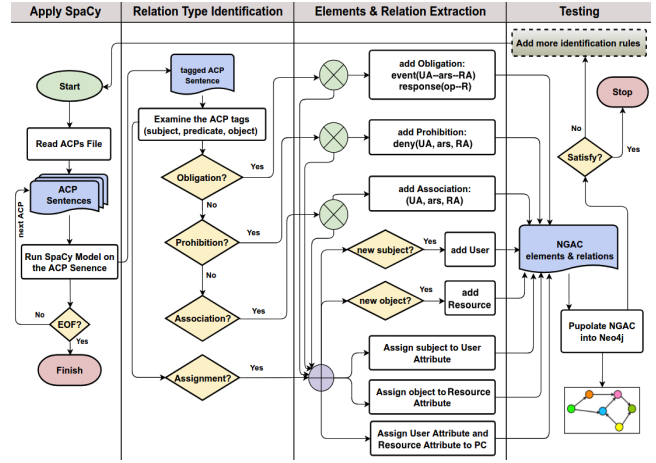 Apply SpaCy
Relation Type Identification
Elements & Relation Extraction
Testing
Start
Read ACPs File
ACP
Sentences
next ACP
Run SpaCy Model on
the ACP Senence
EOF?
No
Yes
Finish
tagged ACP
Sentence
Examine the ACP tags
(subject, predicate, object)
Obligation?
Yes
No
Prohibition?
Yes
No
Association?
Yes
Assignment?
Yes
add Obligation:
event(UA--ars--RA)
response(op--R)
add Prohibition:
deny(UA, ars, RA)
add Association:
(UA, ars, RA)
new subject?
Yes
add User
new object?
Yes
add
Resource
Assign subject to User
Attribute
Assign object to Resource
Attribute
Assign User Attribute and
Resource Attribute to PC
Add more identification rules
Stop
No
Satisfy?
Yes
NGAC
elements & relations
Pupolate NGAC
into Neo4j